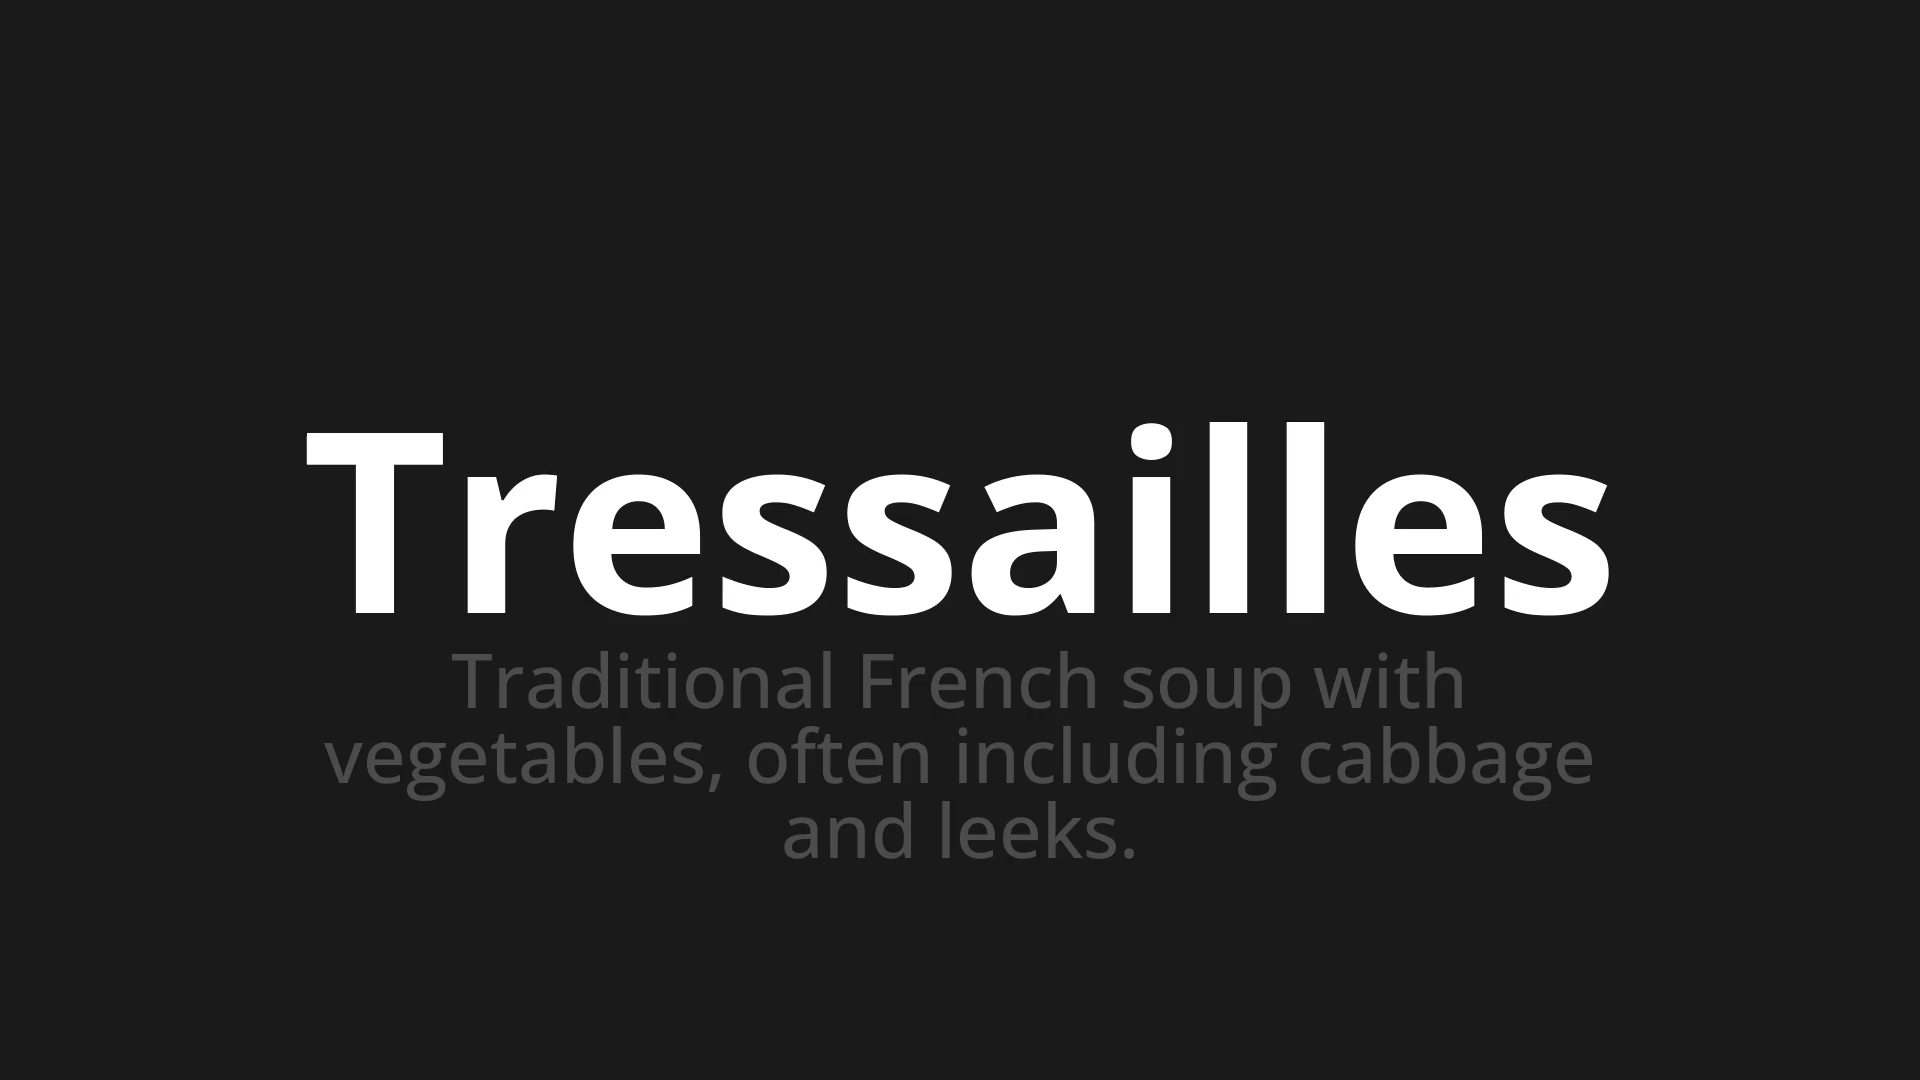 Tressailles
Traditional French soup with
vegetables, often including cabbage
and leeks.